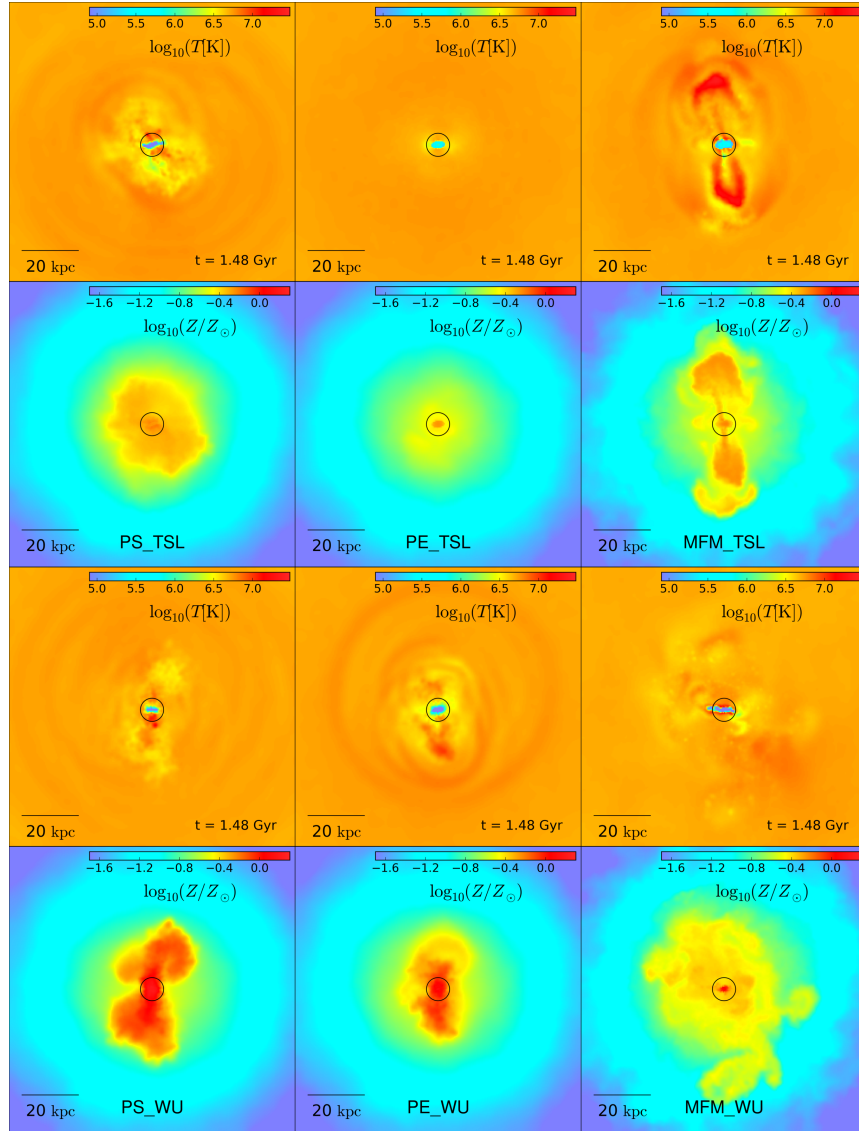 5.0 5.5 6.0 6.5 7.0
log₁₀(T[K])
20 kpc
t = 1.48 Gyr
5.0 5.5 6.0 6.5 7.0
log₁₀(T[K])
20 kpc
t = 1.48 Gyr
5.0 5.5 6.0 6.5 7.0
log₁₀(T[K])
20 kpc
t = 1.48 Gyr
−1.6 −1.2 −0.8 −0.4 0.0
log₁₀(Z/Z⊙)
20 kpc
PS_TSL
−1.6 −1.2 −0.8 −0.4 0.0
log₁₀(Z/Z⊙)
20 kpc
PE_TSL
−1.6 −1.2 −0.8 −0.4 0.0
log₁₀(Z/Z⊙)
20 kpc
MFM_TSL
5.0 5.5 6.0 6.5 7.0
log₁₀(T[K])
20 kpc
t = 1.48 Gyr
5.0 5.5 6.0 6.5 7.0
log₁₀(T[K])
20 kpc
t = 1.48 Gyr
5.0 5.5 6.0 6.5 7.0
log₁₀(T[K])
20 kpc
t = 1.48 Gyr
−1.6 −1.2 −0.8 −0.4 0.0
log₁₀(Z/Z⊙)
20 kpc
PS_WU
−1.6 −1.2 −0.8 −0.4 0.0
log₁₀(Z/Z⊙)
20 kpc
PE_WU
−1.6 −1.2 −0.8 −0.4 0.0
log₁₀(Z/Z⊙)
20 kpc
MFM_WU